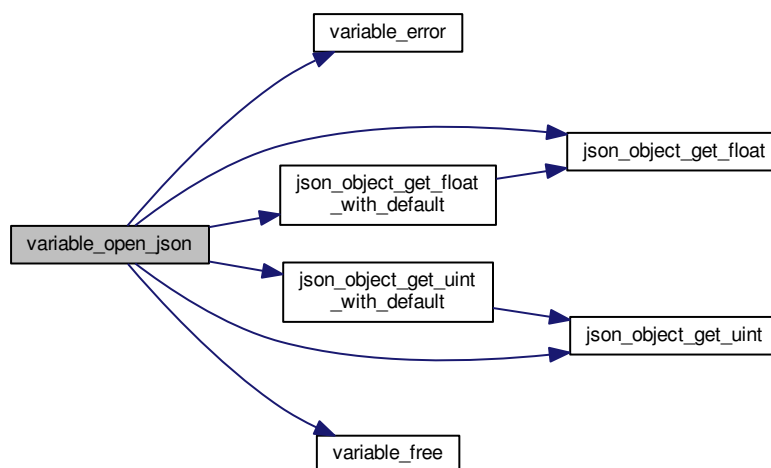 variable_error
json_object_get_float
json_object_get_float
_with_default
variable_open_json
json_object_get_uint
_with_default
json_object_get_uint
variable_free